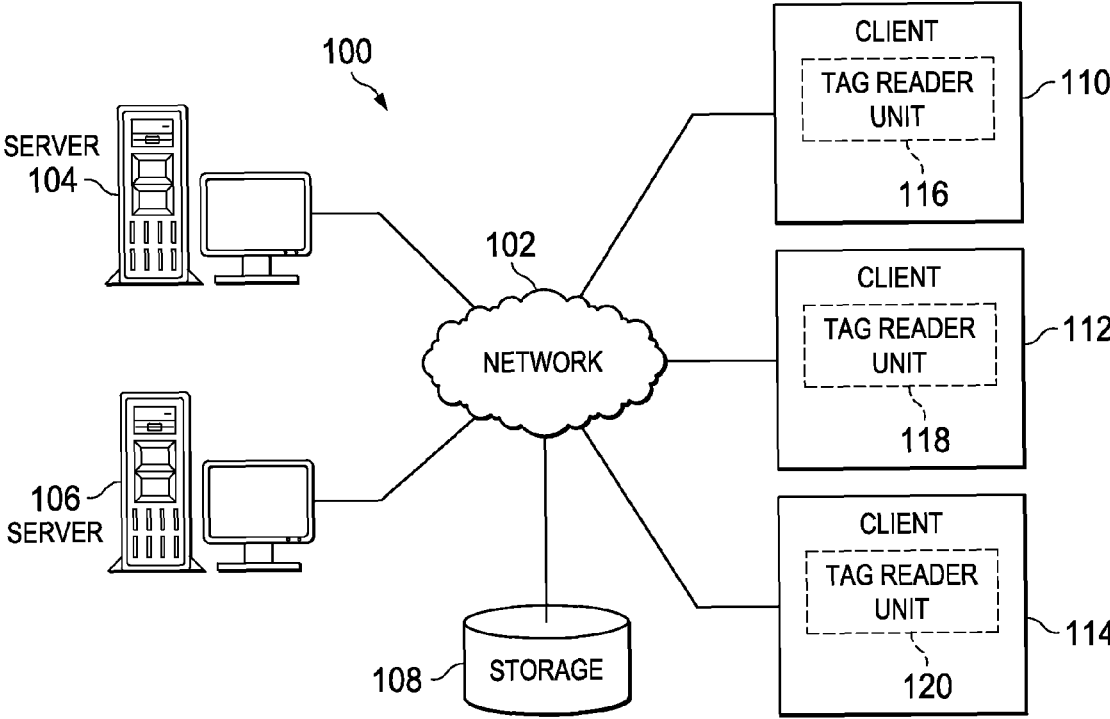 100
SERVER
104
102
NETWORK
106
SERVER
108
STORAGE
CLIENT
TAG READER
UNIT
110
116
CLIENT
TAG READER
UNIT
112
118
CLIENT
TAG READER
UNIT
114
120